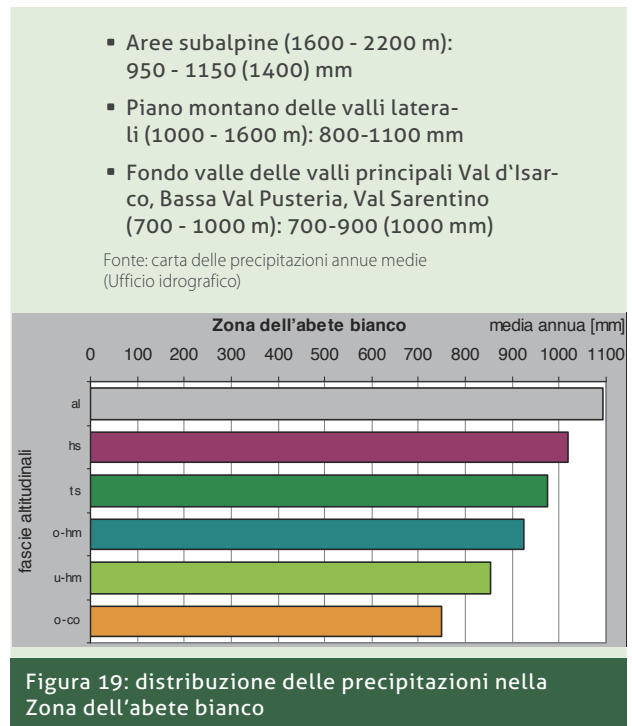 ▪ Aree subalpine (1600 - 2200 m):
950 - 1150 (1400) mm
▪ Piano montano delle valli latera-
li (1000 - 1600 m): 800-1100 mm
▪ Fondo valle delle valli principali Val d‘Isar-
co, Bassa Val Pusteria, Val Sarentino
(700 - 1000 m): 700-900 (1000 mm)
Fonte: carta delle precipitazioni annue medie
(Ufficio idrografico)
Zona dell'abete bianco media annua [mm]
0 100 200 300 400 500 600 700 800 900 1000 1100
fascie altitudinali
al
hs
ts
o-hm
u-hm
o-co
Figura 19: distribuzione delle precipitazioni nella
Zona dell'abete bianco